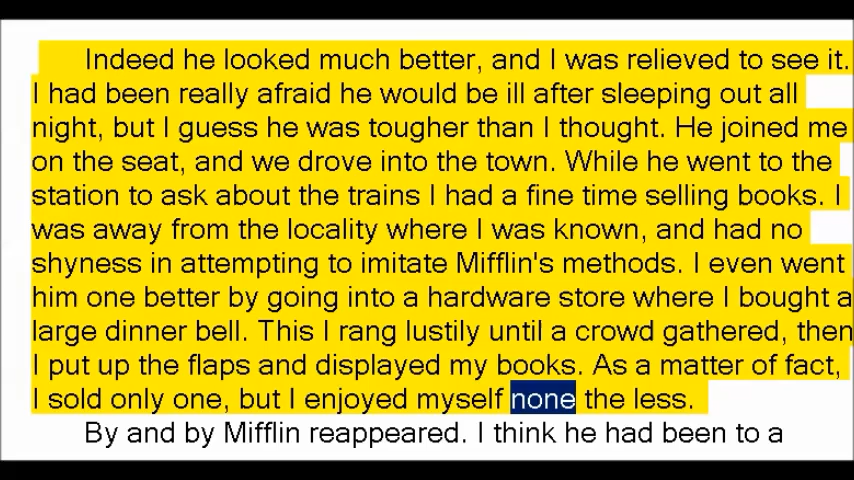 Indeed he looked much better, and I was relieved to see it.
I had been really afraid he would be ill after sleeping out all
night, but I guess he was tougher than I thought. He joined me
on the seat, and we drove into the town. While he went to the
station to ask about the trains I had a fine time selling books. I
was away from the locality where I was known, and had no
shyness in attempting to imitate Mifflin's methods. I even went
him one better by going into a hardware store where I bought a
large dinner bell. This I rang lustily until a crowd gathered, then
I put up the flaps and displayed my books. As a matter of fact,
I sold only one, but I enjoyed myself none the less.
By and by Mifflin reappeared. I think he had been to a